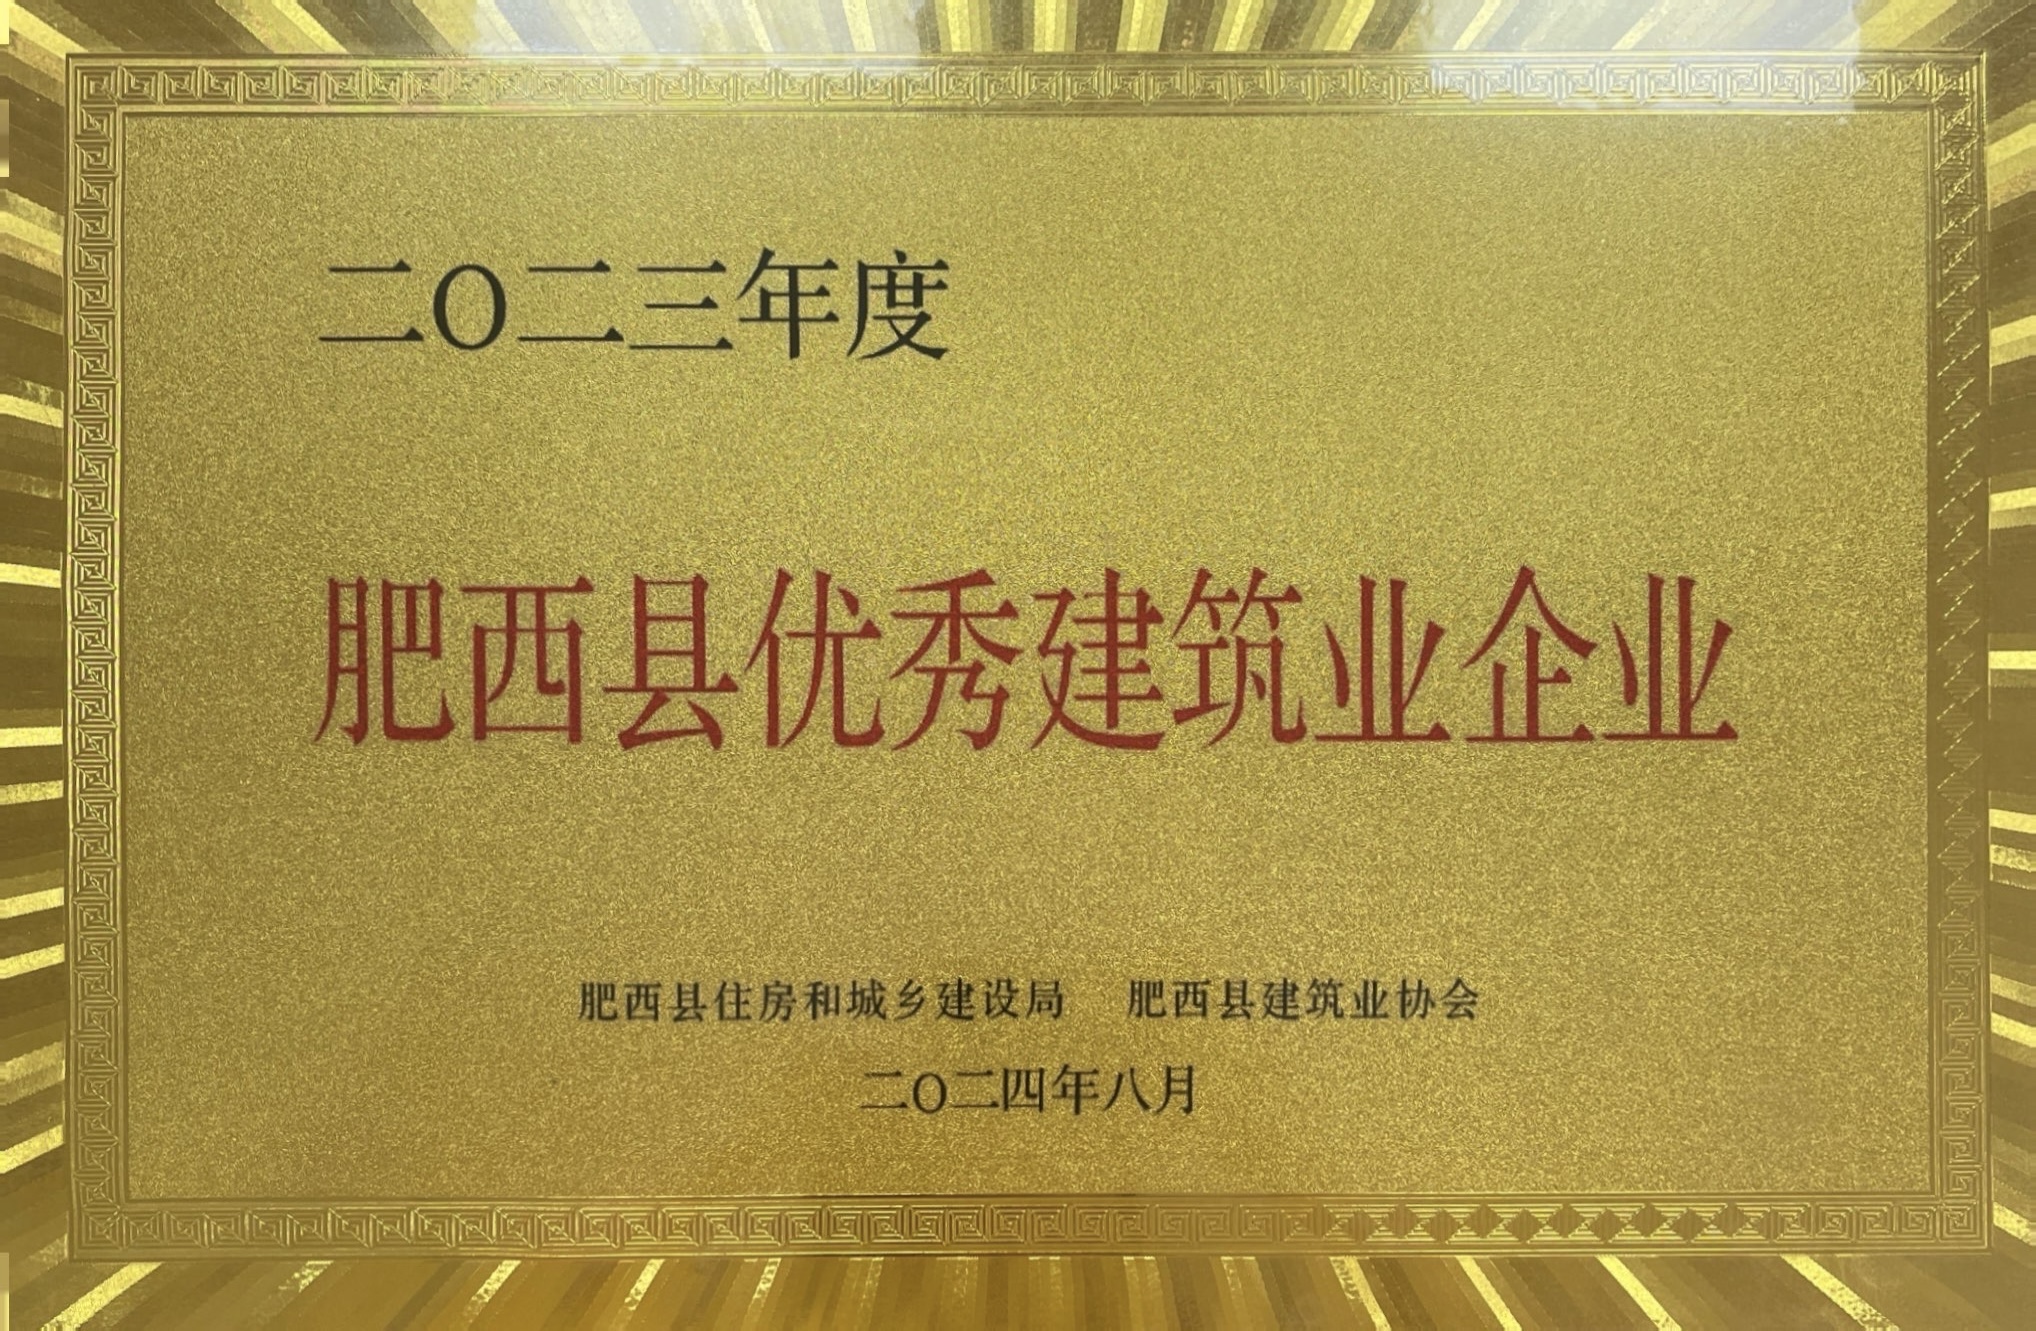 二〇二三年度
肥西县优秀建筑业企业
肥西县住房和城乡建设局 肥西县建筑业协会
二〇二四年八月